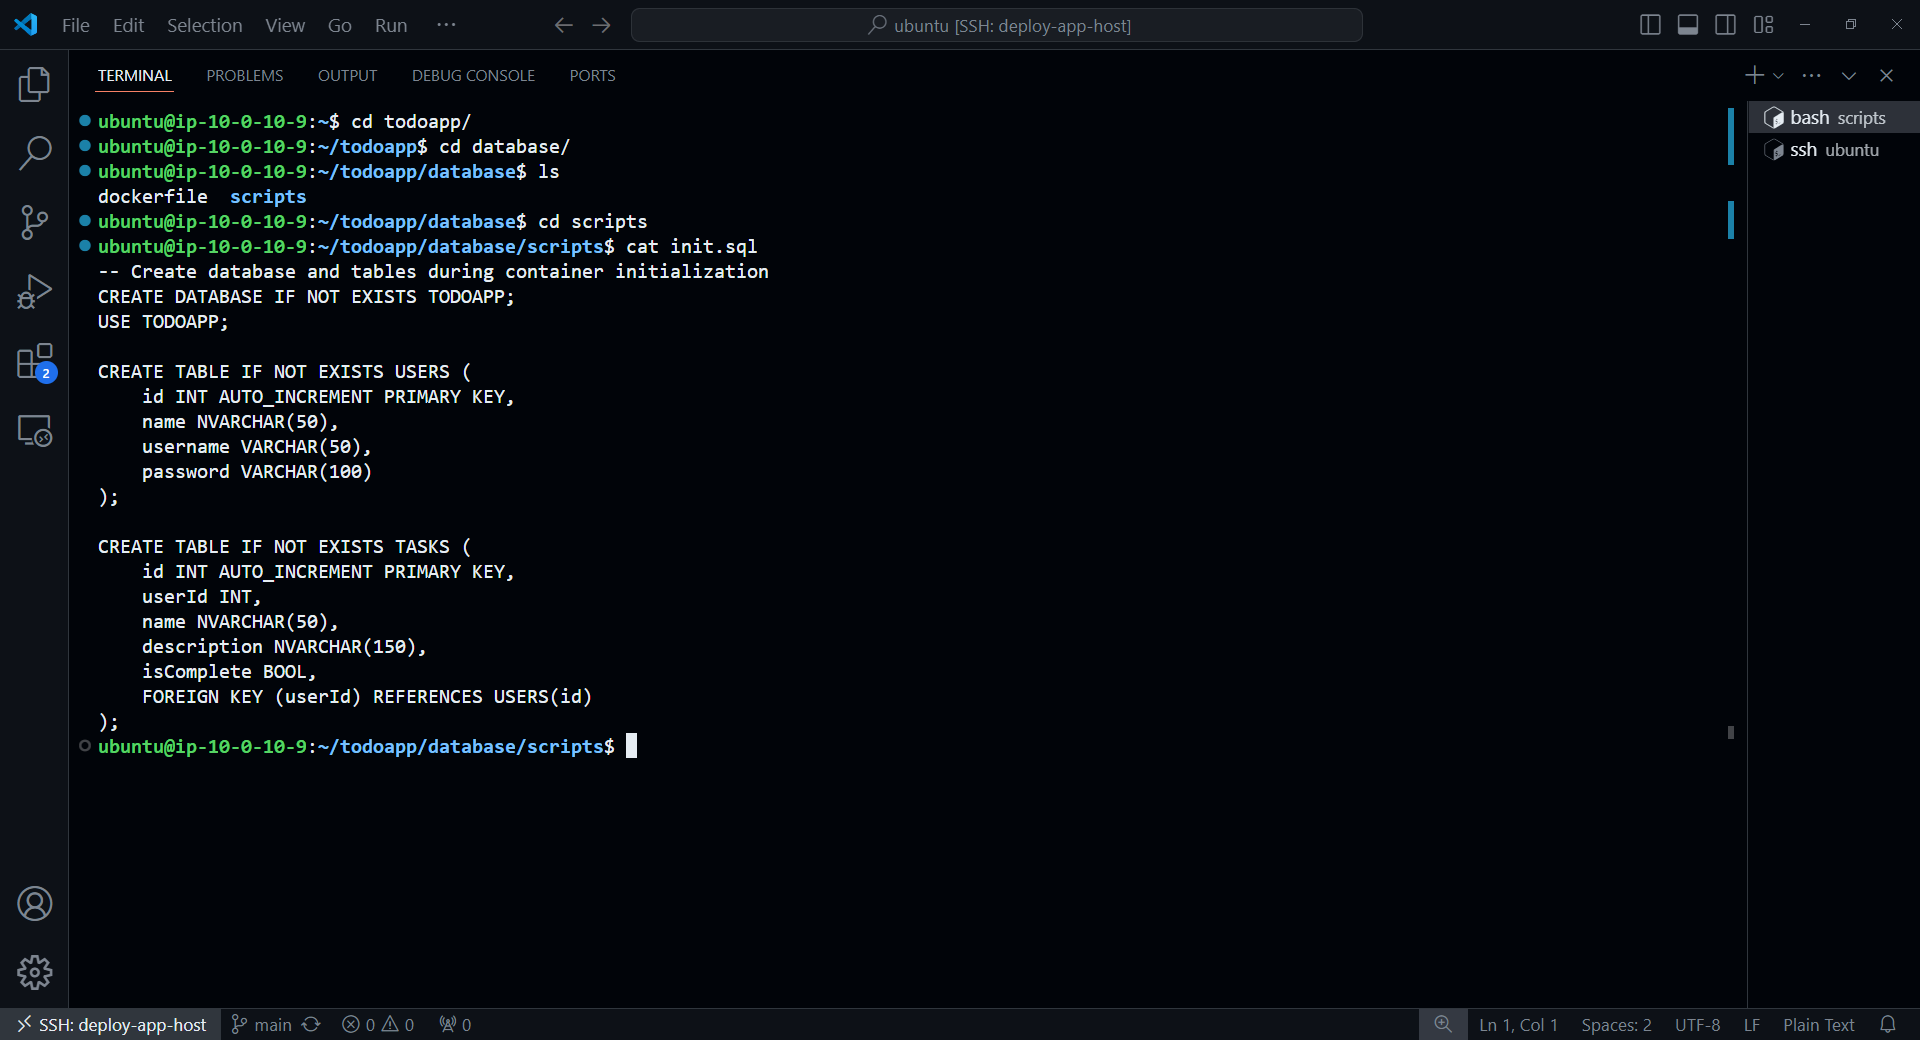 File Edit Selection View Go Run ··· ubuntu [SSH: deploy-app-host]
TERMINAL PROBLEMS OUTPUT DEBUG CONSOLE PORTS
bash scripts
ssh ubuntu
ubuntu@ip-10-0-10-9:~$ cd todoapp/
ubuntu@ip-10-0-10-9:~/todoapp$ cd database/
ubuntu@ip-10-0-10-9:~/todoapp/database$ ls
dockerfile  scripts
ubuntu@ip-10-0-10-9:~/todoapp/database$ cd scripts
ubuntu@ip-10-0-10-9:~/todoapp/database/scripts$ cat init.sql
-- Create database and tables during container initialization
CREATE DATABASE IF NOT EXISTS TODOAPP;
USE TODOAPP;
CREATE TABLE IF NOT EXISTS USERS (
    id INT AUTO_INCREMENT PRIMARY KEY,
    name NVARCHAR(50),
    username VARCHAR(50),
    password VARCHAR(100)
);
CREATE TABLE IF NOT EXISTS TASKS (
    id INT AUTO_INCREMENT PRIMARY KEY,
    userId INT,
    name NVARCHAR(50),
    description NVARCHAR(150),
    isComplete BOOL,
    FOREIGN KEY (userId) REFERENCES USERS(id)
);
ubuntu@ip-10-0-10-9:~/todoapp/database/scripts$
2
SSH: deploy-app-host main 0 0 0 Ln 1, Col 1 Spaces: 2 UTF-8 LF Plain Text